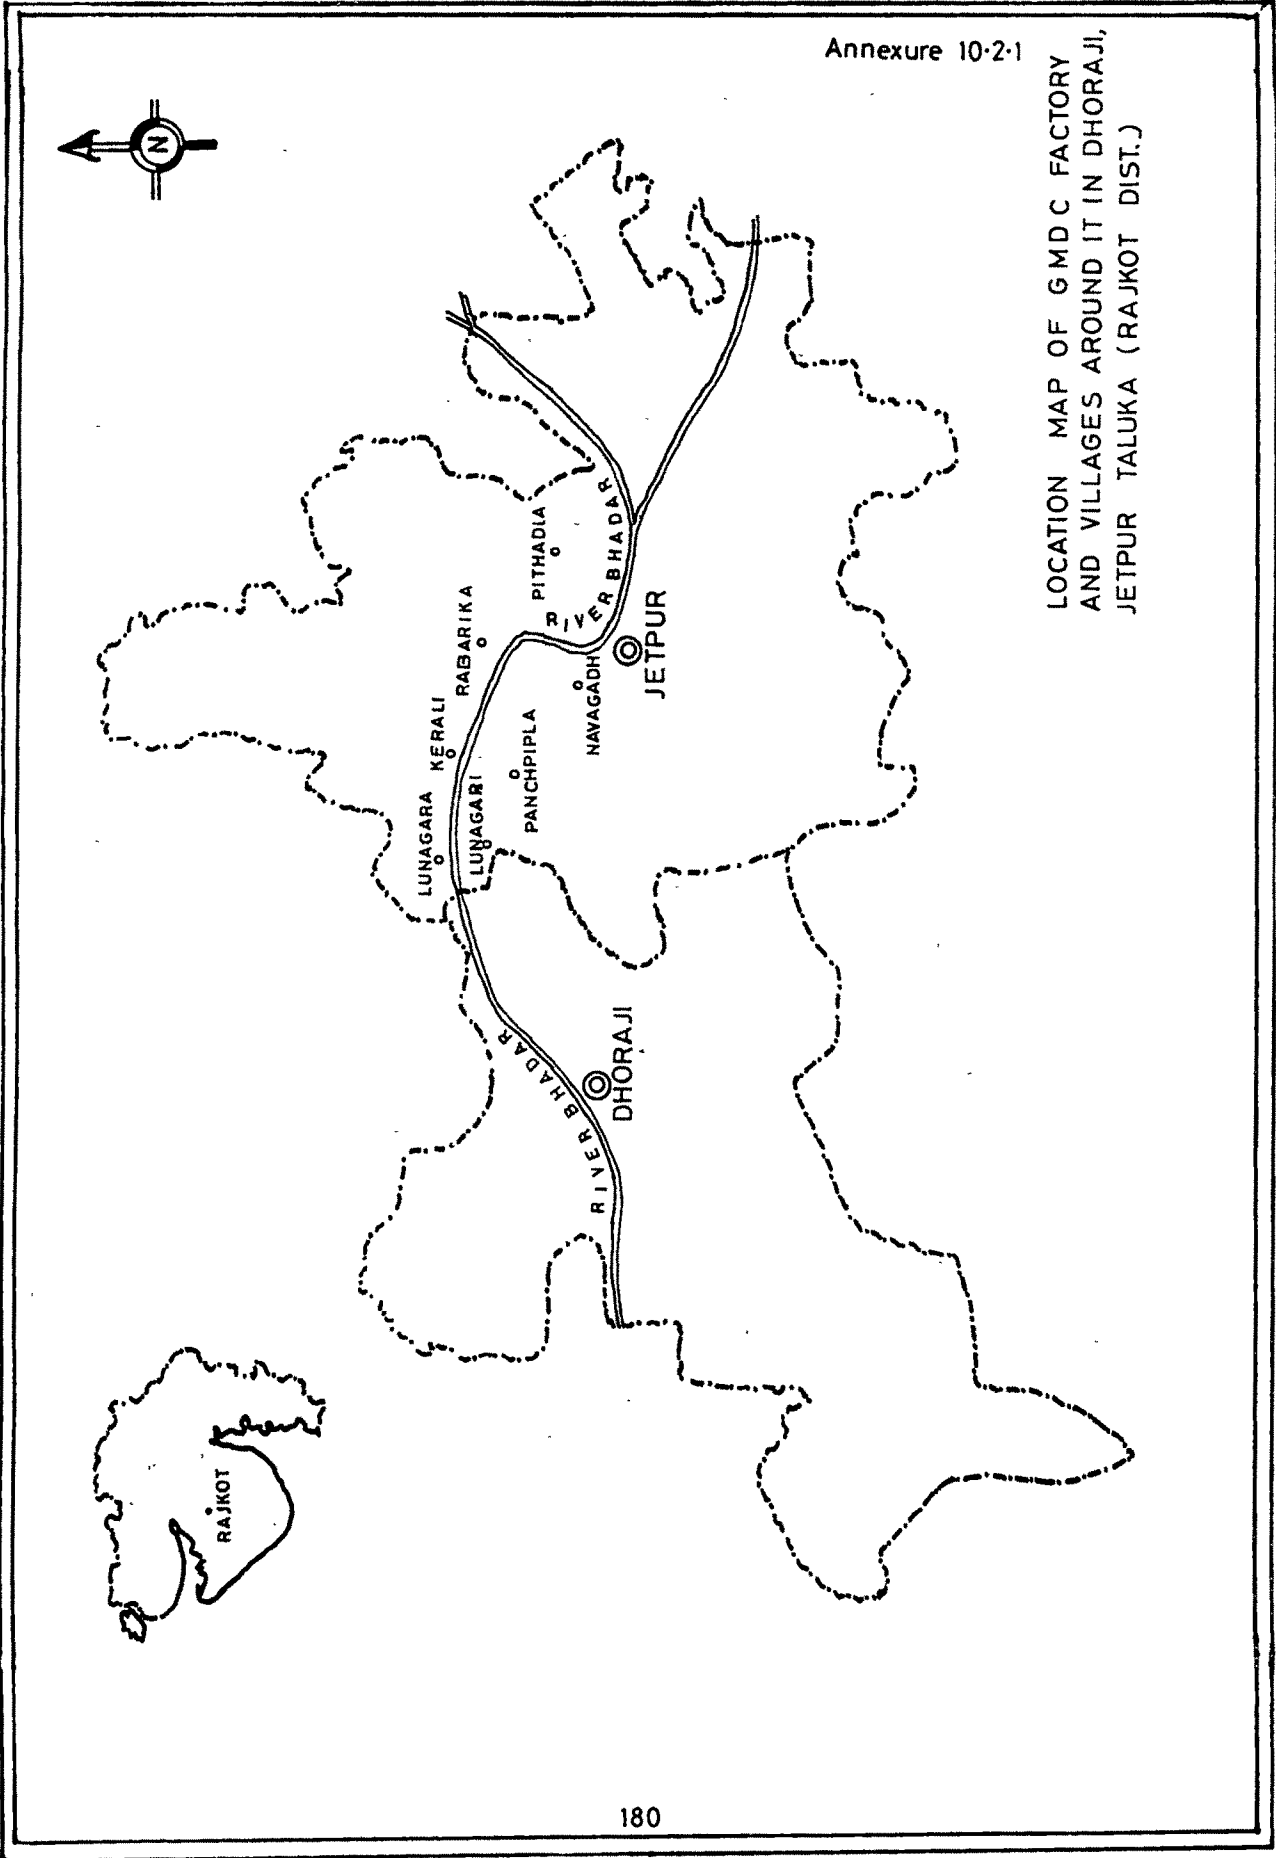 Annexure 10·2·1
N
LOCATION MAP OF GMDC FACTORY
AND VILLAGES AROUND IT IN DHORAJI,
JETPUR TALUKA (RAJKOT DIST.)
RAJKOT
LUNAGARA
KERALI
RABARIKA
PITHADIA
LUNAGARI
PANCHPIPLA
NAVAGADH
RIVER BHADAR
JETPUR
RIVER BHADAR
DHORAJI
180